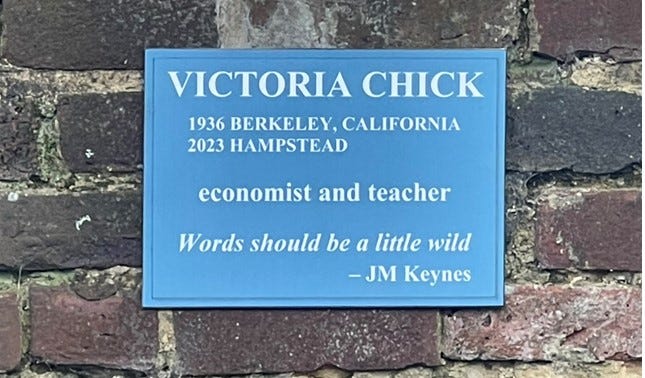 VICTORIA CHICK
1936 BERKELEY, CALIFORNIA
2023 HAMPSTEAD
economist and teacher
Words should be a little wild
– JM Keynes